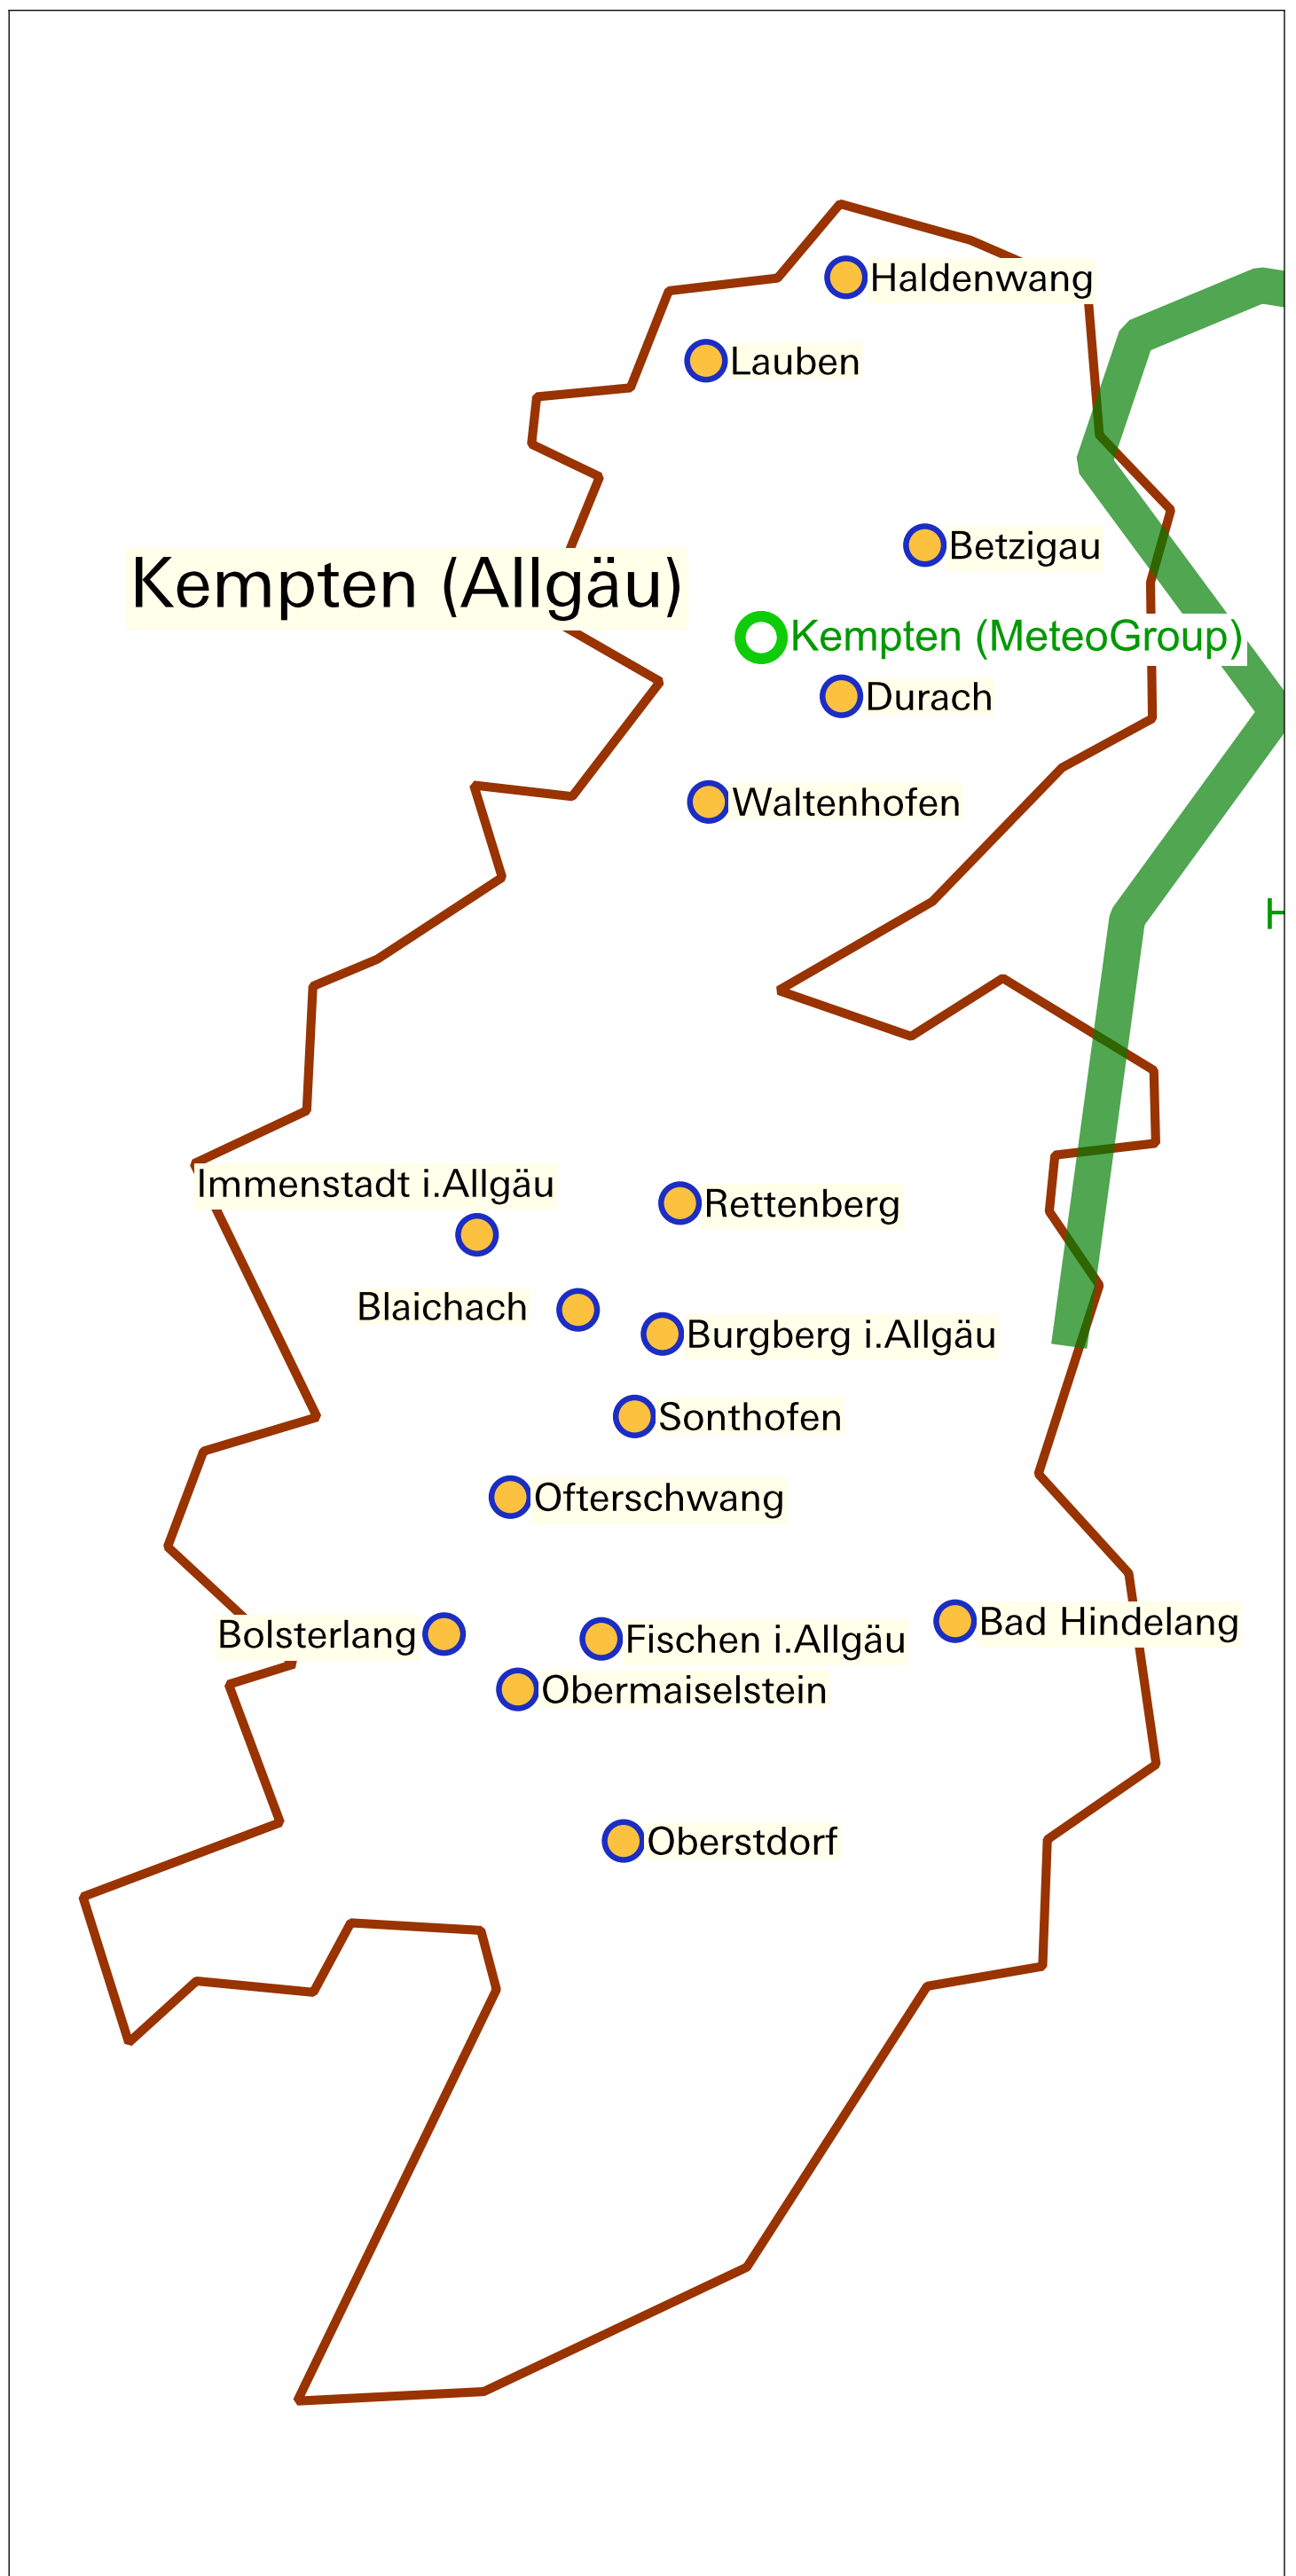 Haldenwang
Lauben
Betzigau
Kempten (Allgäu)
Kempten (MeteoGroup)
Durach
Waltenhofen
H
Immenstadt i.Allgäu
Rettenberg
Blaichach
Burgberg i.Allgäu
Sonthofen
Ofterschwang
Bad Hindelang
Bolsterlang
Fischen i.Allgäu
Obermaiselstein
Oberstdorf